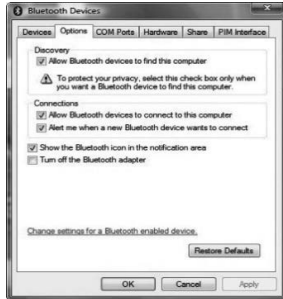 Bluetooth Devices
Devices Options COM Ports Hardware Share PIM Interface
Discovery
Allow Bluetooth devices to find this computer
To protect your privacy, select this check box only when
you want a Bluetooth device to find this computer.
Connections
Allow Bluetooth devices to connect to this computer
Alert me when a new Bluetooth device wants to connect
Show the Bluetooth icon in the notification area
Turn off the Bluetooth adapter
Change settings for a Bluetooth enabled device.
Restore Defaults
OK Cancel Apply